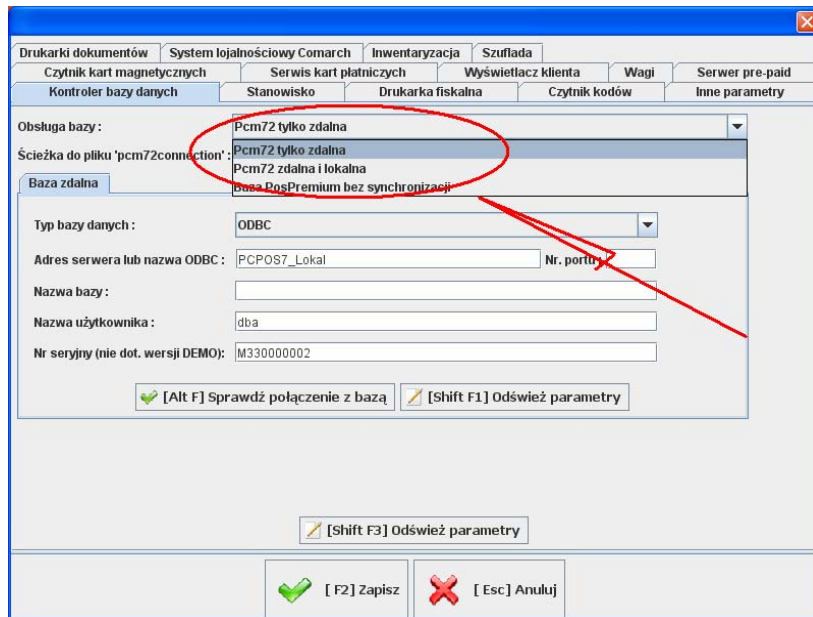 Drukarki dokumentów System lojalnościowy Comarch Inwentaryzacja Szuflada
Czytnik kart magnetycznych Serwis kart płatniczych Wyświetlacz klienta Wagi Serwer pre-paid
Kontroler bazy danych Stanowisko Drukarka fiskalna Czytnik kodów Inne parametry
Obsługa bazy : Pcm72 tylko zdalna
Ścieżka do pliku 'pcm72connection' : Pcm72 tylko zdalna
Pcm72 zdalna i lokalna
Baza zdalna Baza PosPremium bez synchronizacji
Typ bazy danych : ODBC
Adres serwera lub nazwa ODBC : PCPOS7_Lokal Nr. portu :
Nazwa bazy :
Nazwa użytkownika : dba
Nr seryjny (nie dot. wersji DEMO): M330000002
[Alt F] Sprawdź połączenie z bazą [Shift F1] Odśwież parametry
[Shift F3] Odśwież parametry
[ F2] Zapisz [ Esc] Anuluj